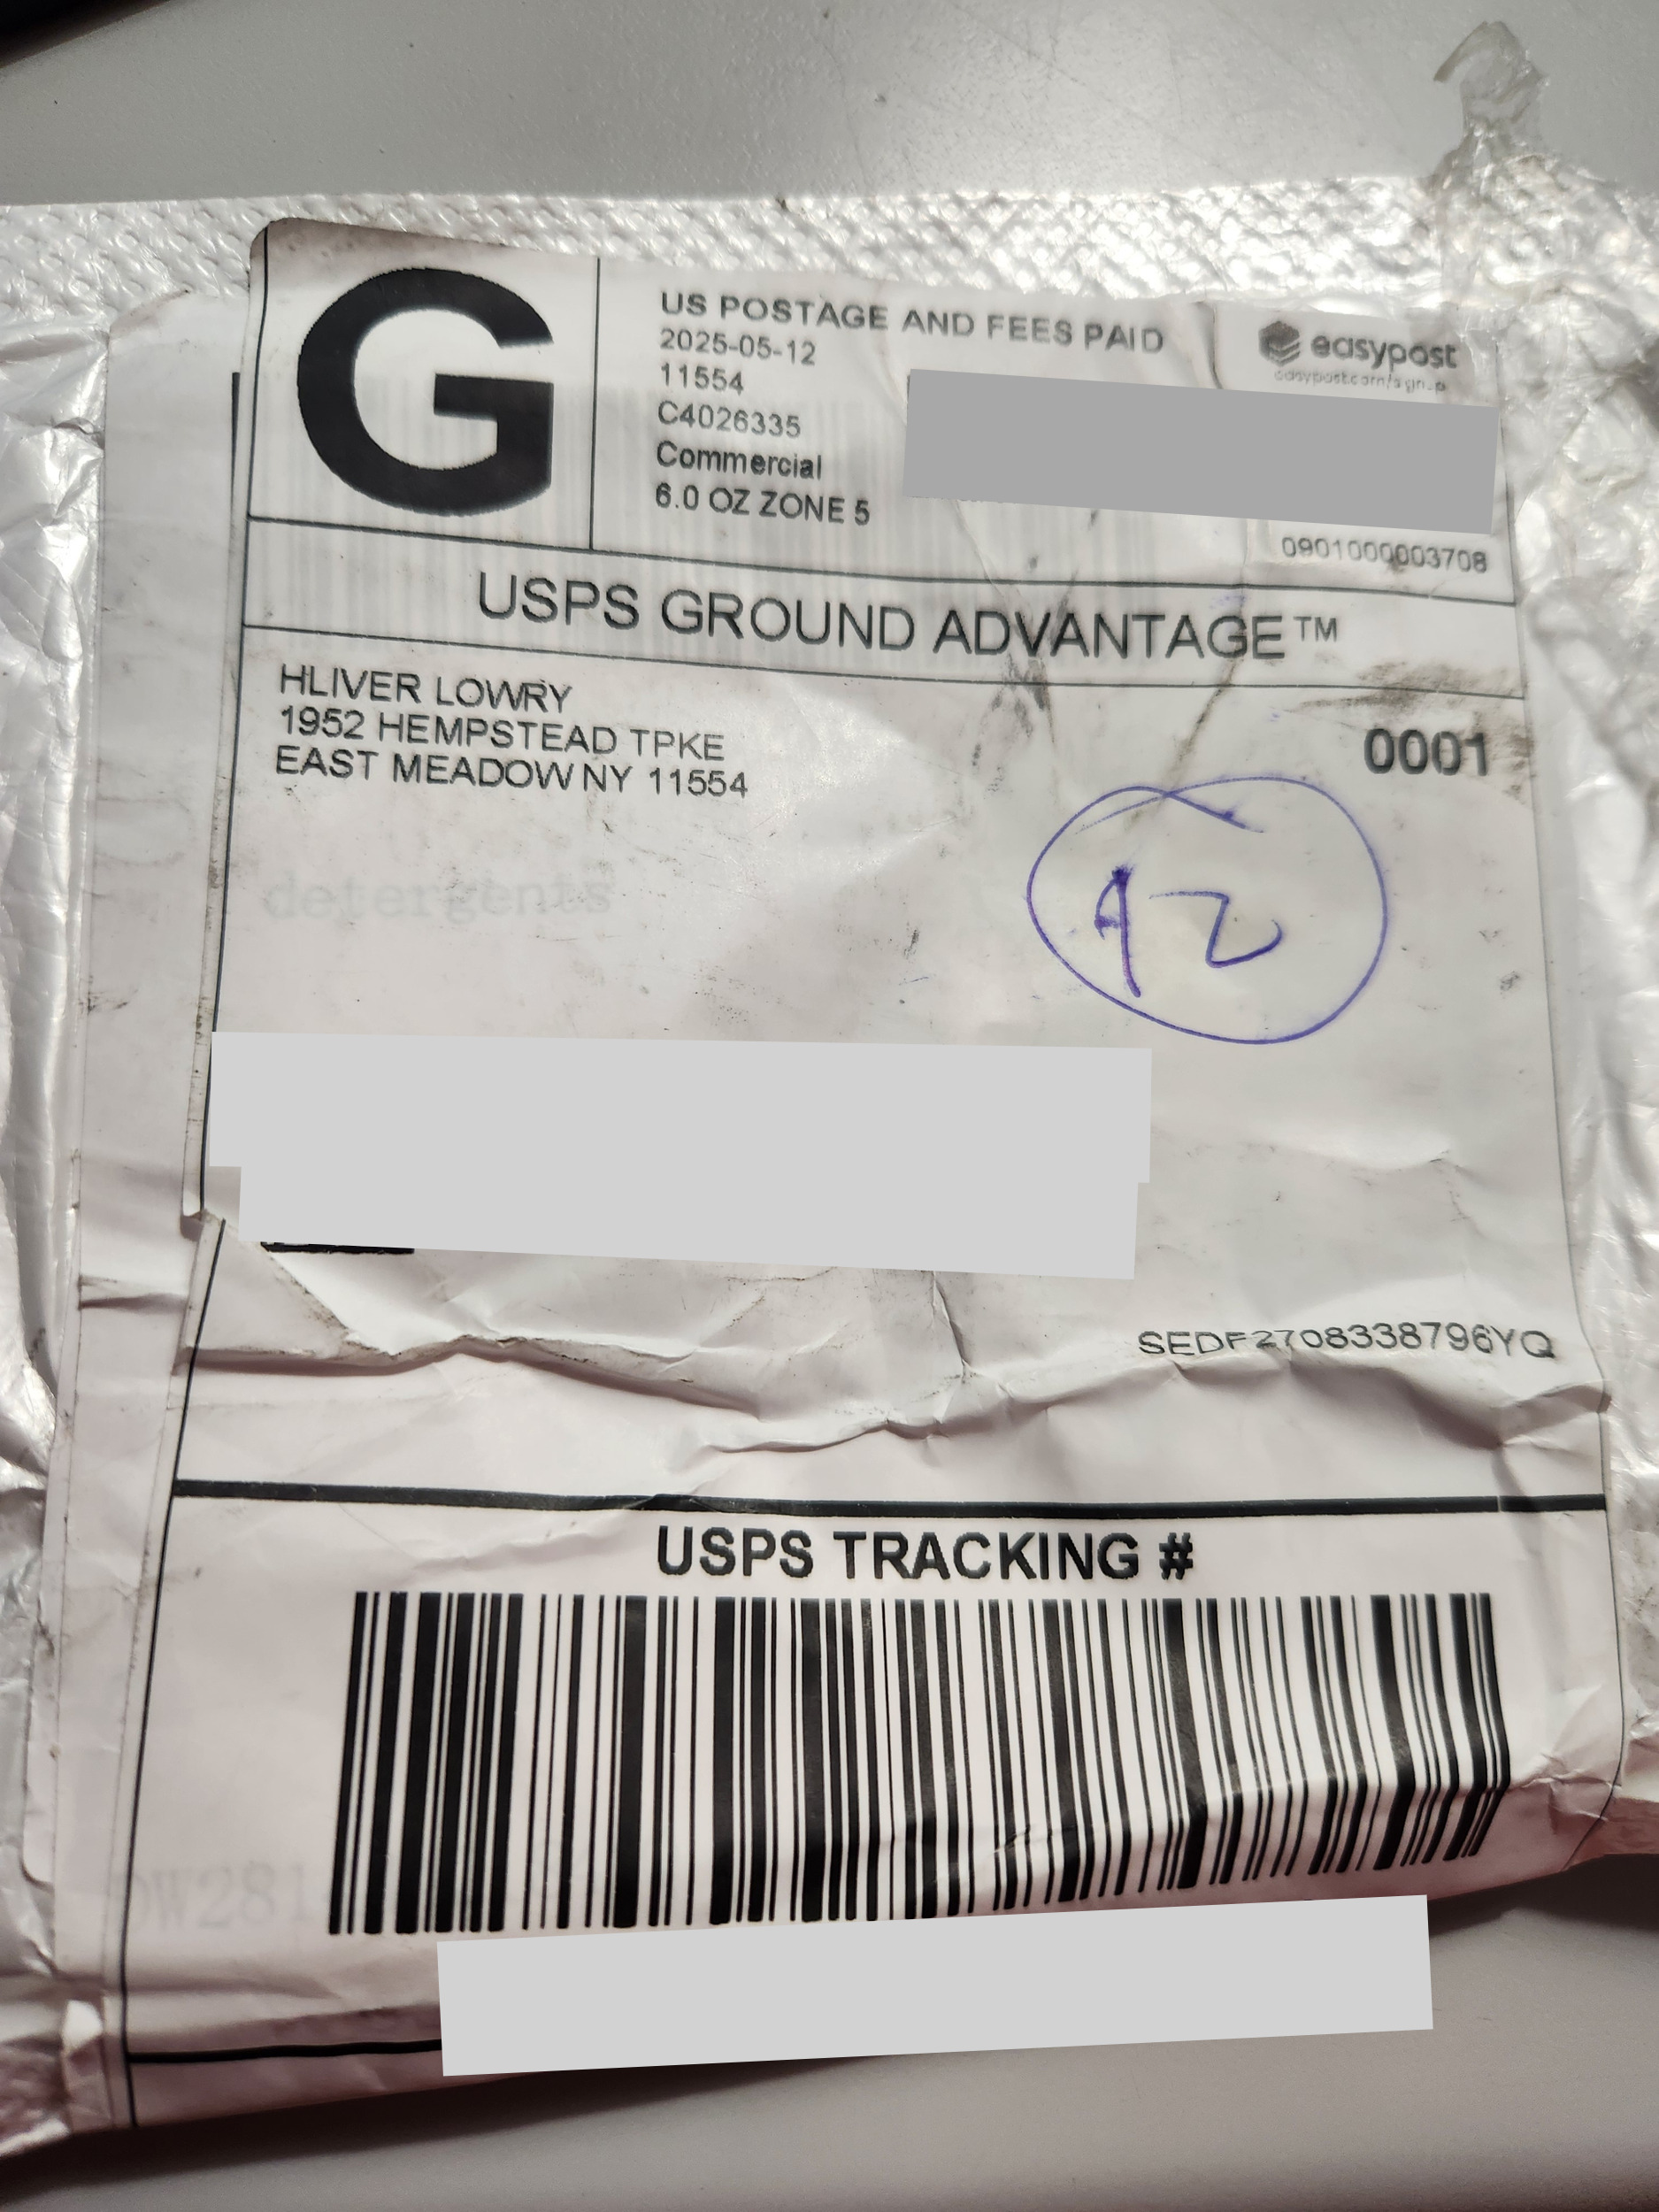 G
US POSTAGE AND FEES PAID
2025-05-12
11554
C4026335
Commercial
6.0 OZ ZONE 5
easypost
0901000003708
USPS GROUND ADVANTAGE™
HLIVER LOWRY
1952 HEMPSTEAD TPKE
EAST MEADOW NY 11554
0001
detergents
SEDF2708338796YQ
USPS TRACKING #